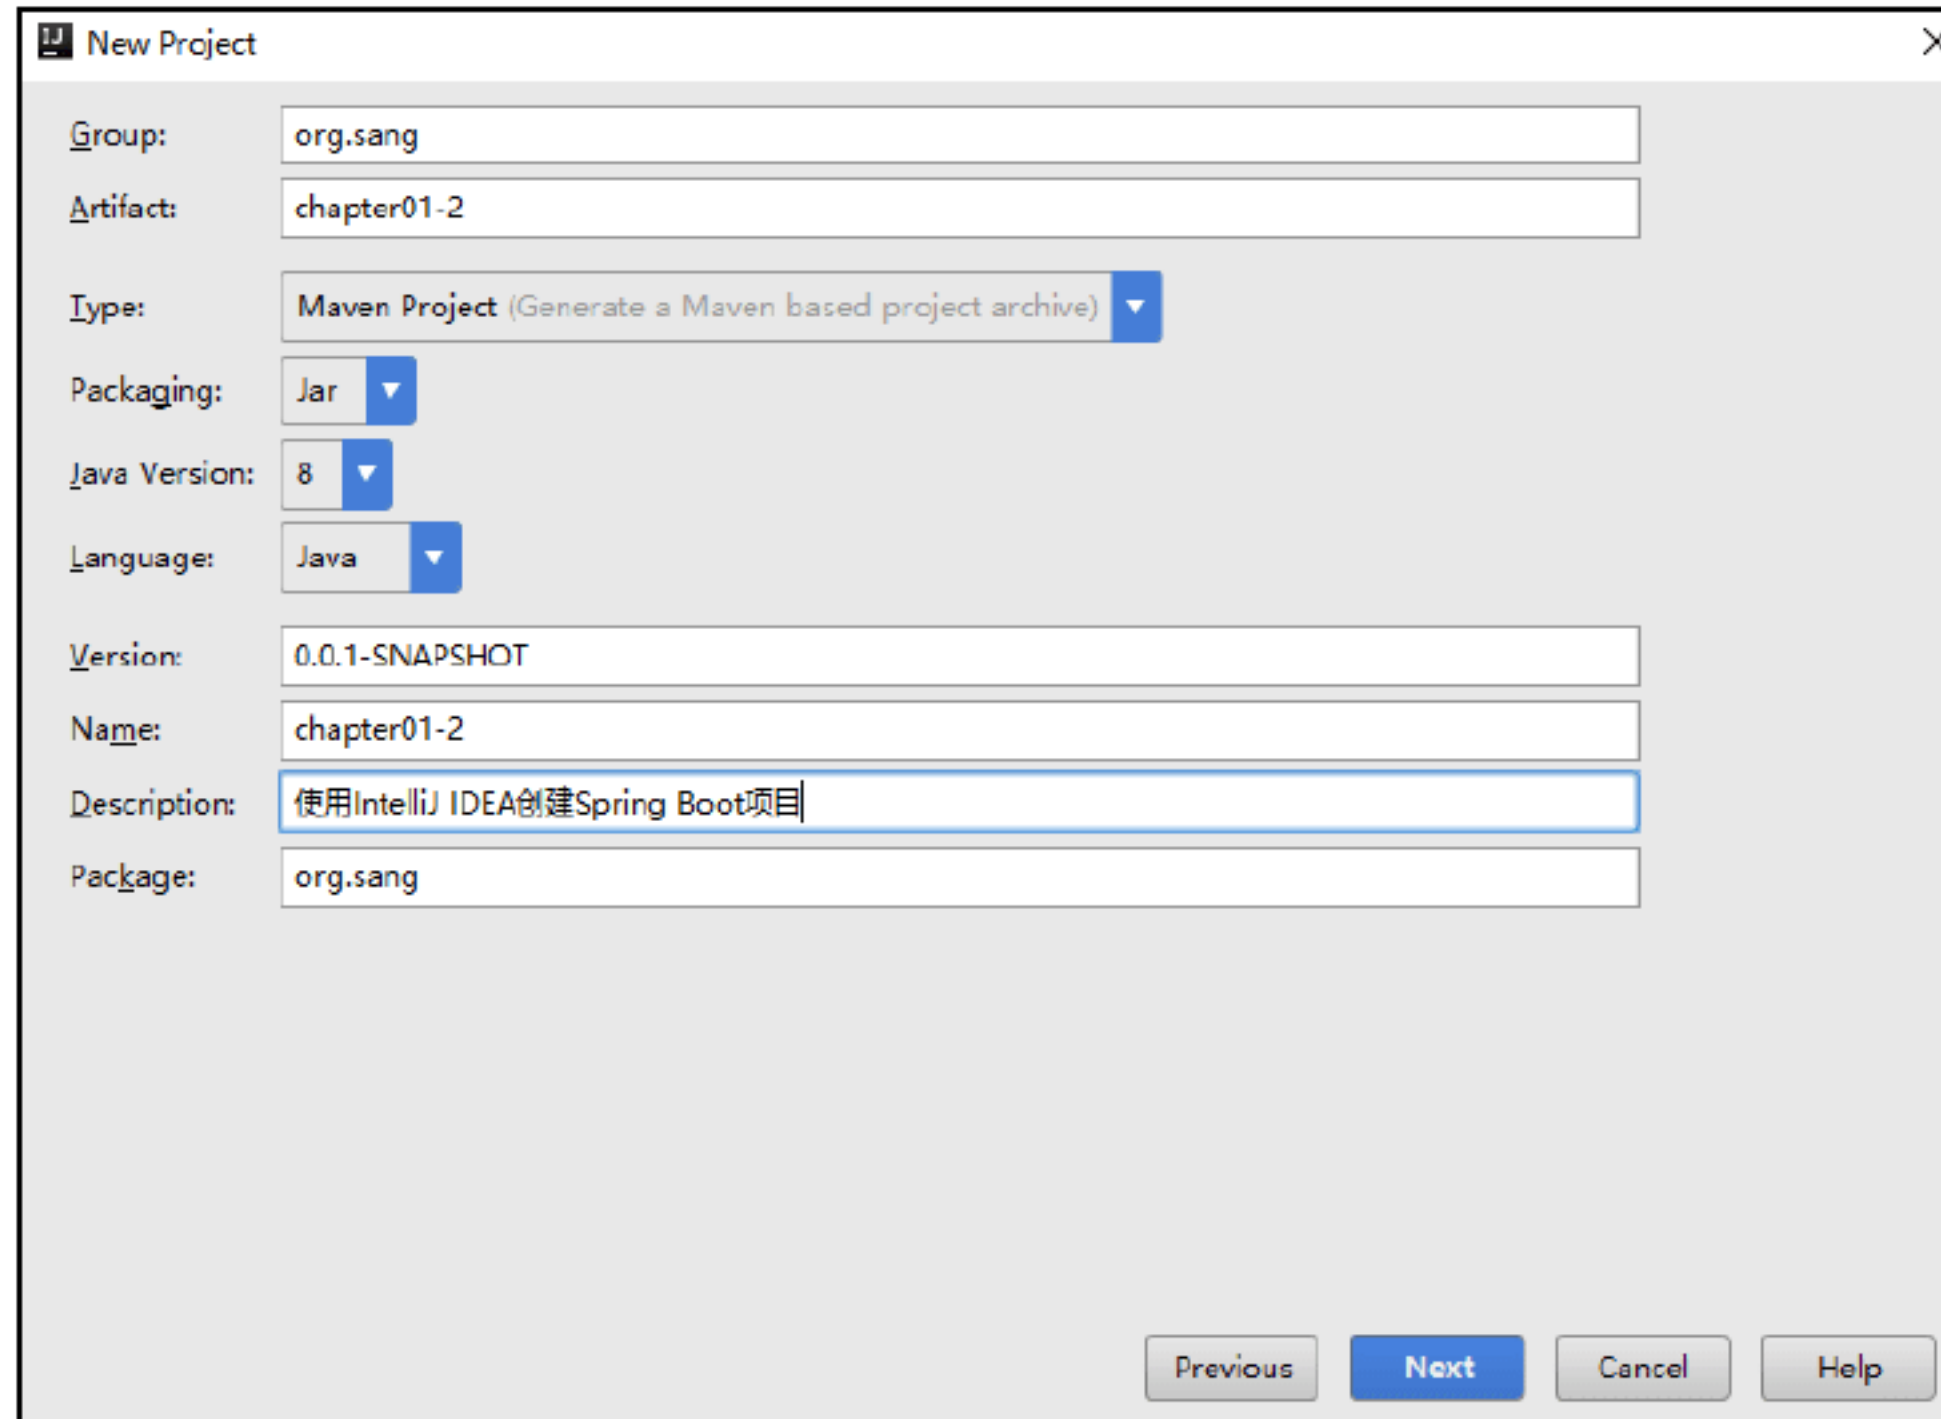 New Project
Group: org.sang
Artifact: chapter01-2
Type: Maven Project (Generate a Maven based project archive)
Packaging: Jar
Java Version: 8
Language: Java
Version: 0.0.1-SNAPSHOT
Name: chapter01-2
Description: 使用IntelliJ IDEA创建Spring Boot项目
Package: org.sang
Previous Next Cancel Help